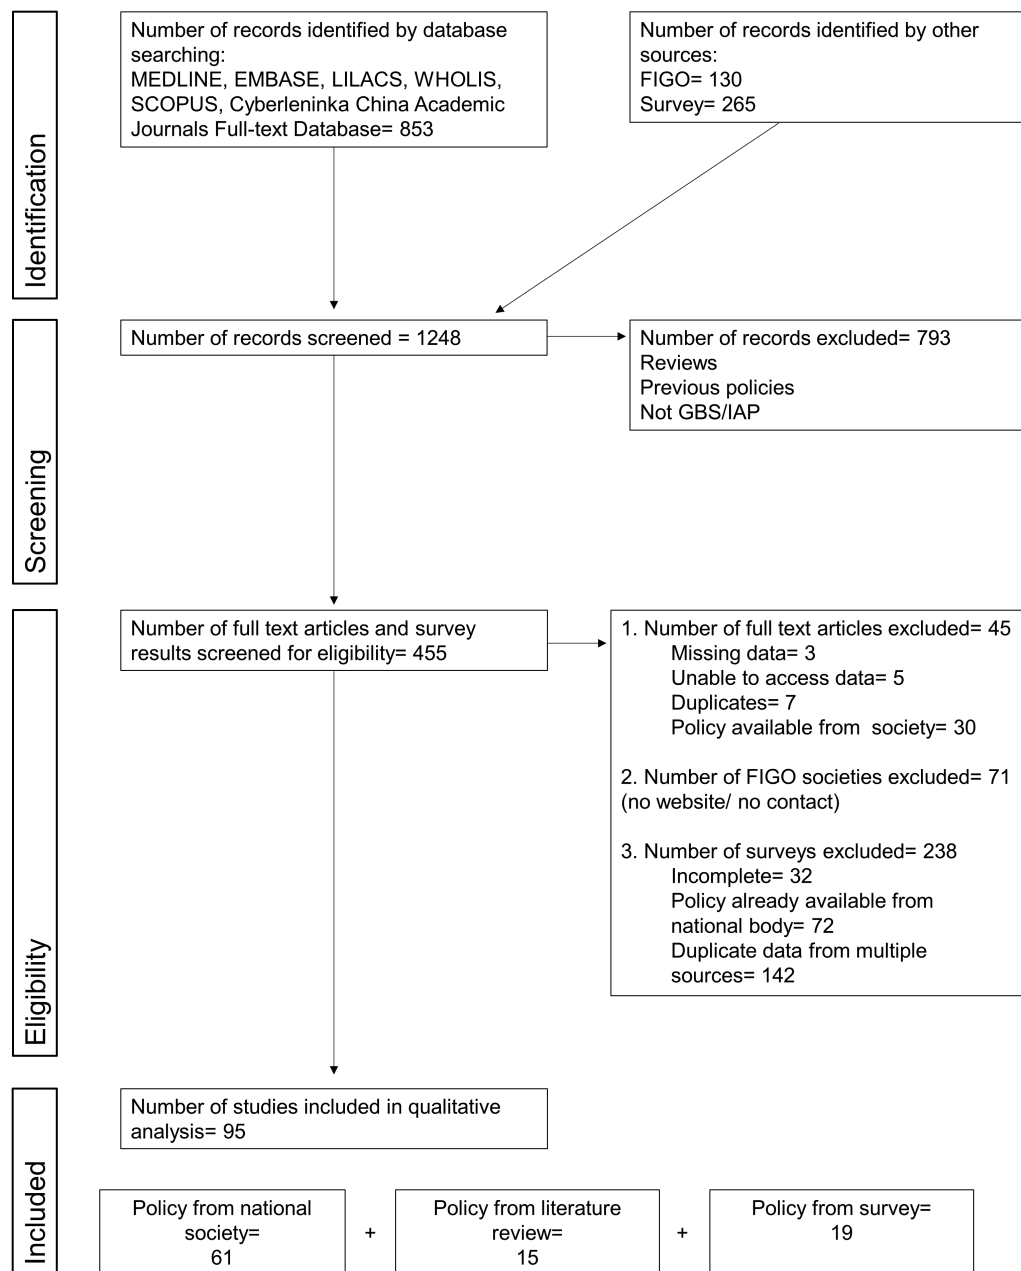 Identification
Number of records identified by database
searching:
MEDLINE, EMBASE, LILACS, WHOLIS,
SCOPUS, Cyberleninka China Academic
Journals Full-text Database= 853
Number of records identified by other
sources:
FIGO= 130
Survey= 265
Screening
Number of records screened = 1248
Number of records excluded= 793
Reviews
Previous policies
Not GBS/IAP
Eligibility
Number of full text articles and survey
results screened for eligibility= 455
1. Number of full text articles excluded= 45
Missing data= 3
Unable to access data= 5
Duplicates= 7
Policy available from  society= 30
2. Number of FIGO societies excluded= 71
(no website/ no contact)
3. Number of surveys excluded= 238
Incomplete= 32
Policy already available from
national body= 72
Duplicate data from multiple
sources= 142
Included
Number of studies included in qualitative
analysis= 95
Policy from national
society=
61
+
Policy from literature
review=
15
+
Policy from survey=
19